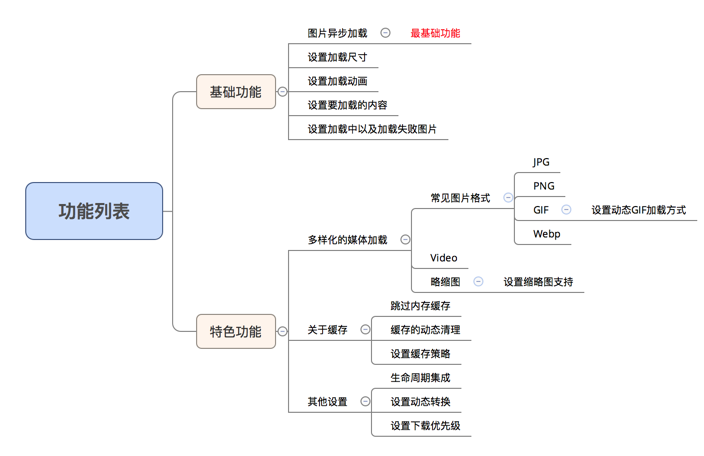 功能列表
基础功能
图片异步加载
最基础功能
设置加载尺寸
设置加载动画
设置要加载的内容
设置加载中以及加载失败图片
特色功能
多样化的媒体加载
常见图片格式
JPG
PNG
GIF
设置动态GIF加载方式
Webp
Video
略缩图
设置缩略图支持
关于缓存
跳过内存缓存
缓存的动态清理
设置缓存策略
其他设置
生命周期集成
设置动态转换
设置下载优先级